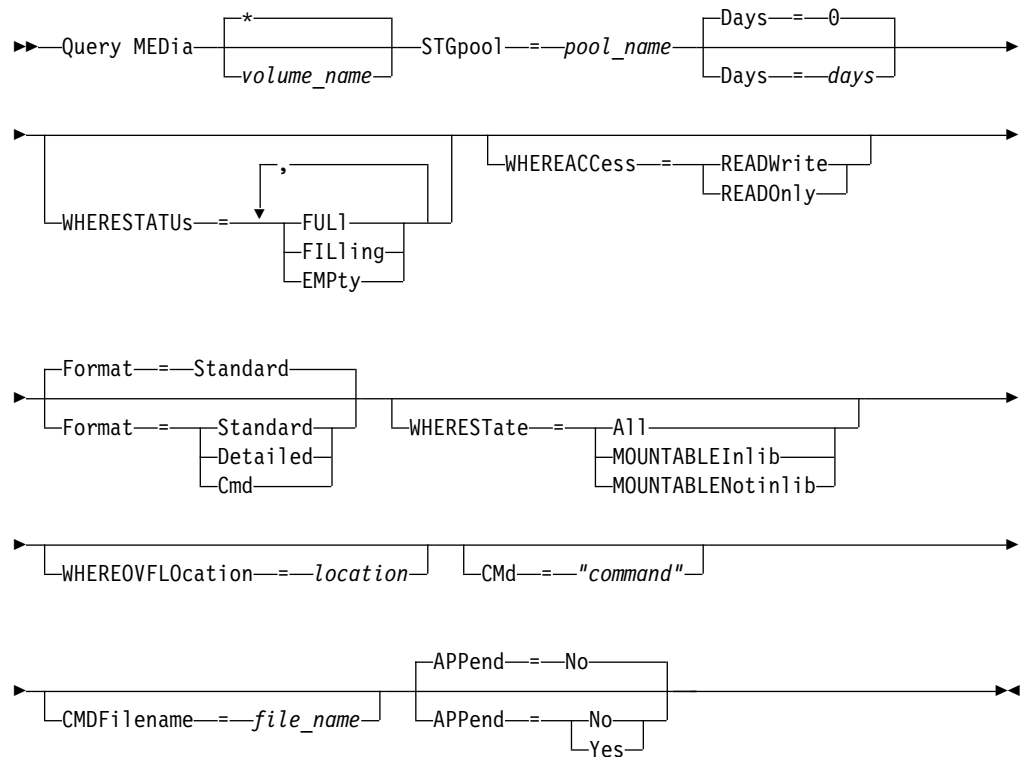 * Days = 0
Query MEDia STGpool = pool_name
volume_name Days = days
,
WHEREACCess = READWrite
READOnly
WHERESTATUs = FULl
FILling
EMPty
Format = Standard
Format = Standard WHERESTate = All
Detailed MOUNTABLEInlib
Cmd MOUNTABLENotinlib
WHEREOVFLOcation = location CMd = "command"
APPend = No
CMDFilename = file_name APPend = No
Yes